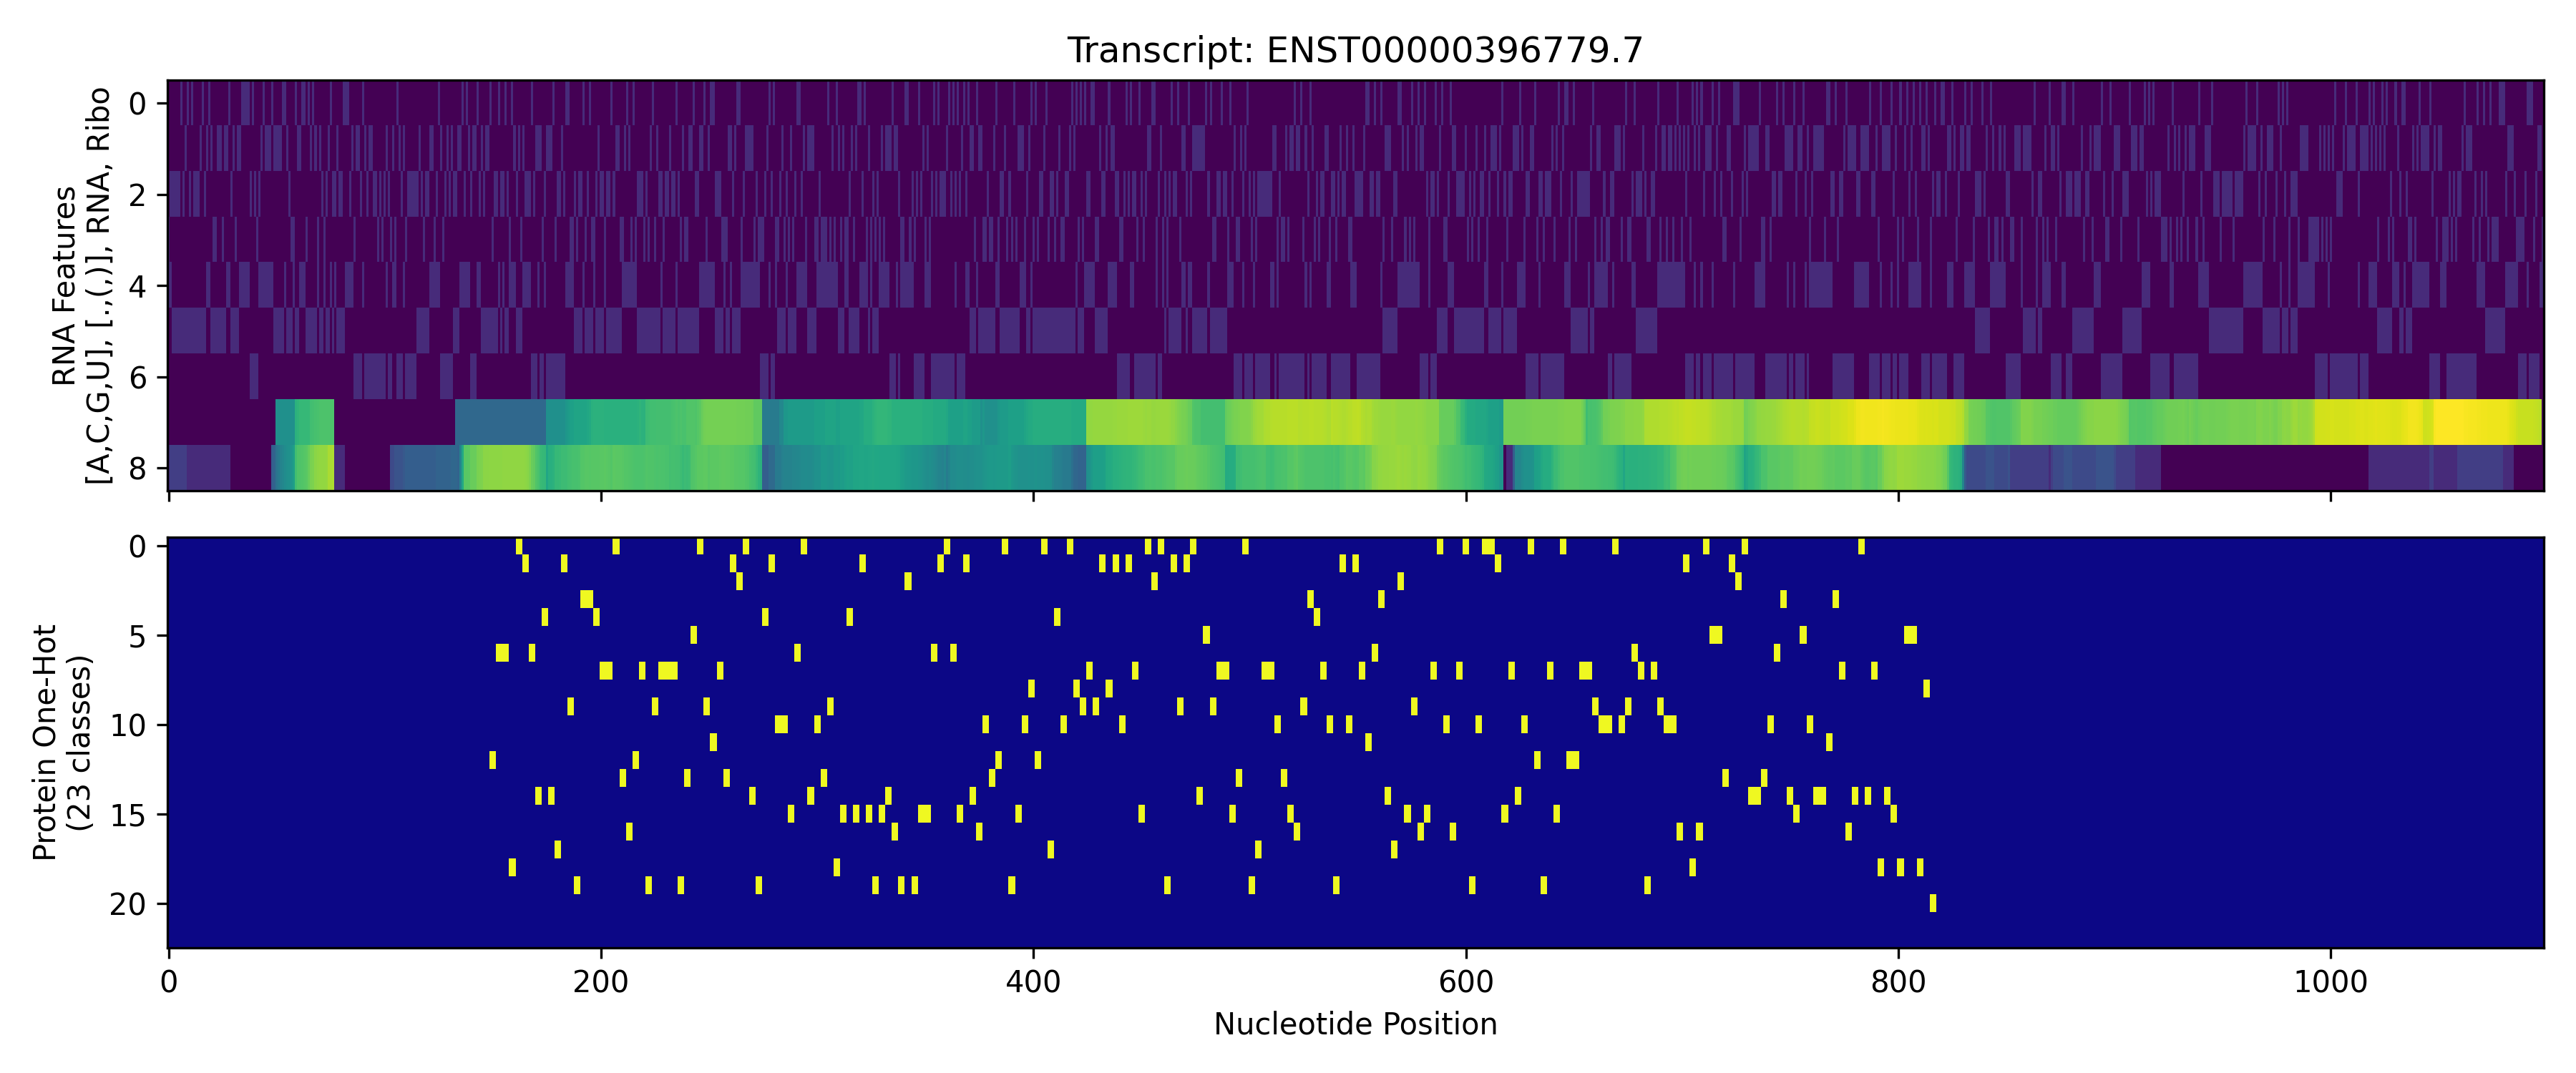 Transcript: ENST00000396779.7
RNA Features
[A,C,G,U], [.,(,)], RNA, Ribo
0
2
4
6
8
Protein One-Hot
(23 classes)
0
5
10
15
20
0 200 400 600 800 1000
Nucleotide Position